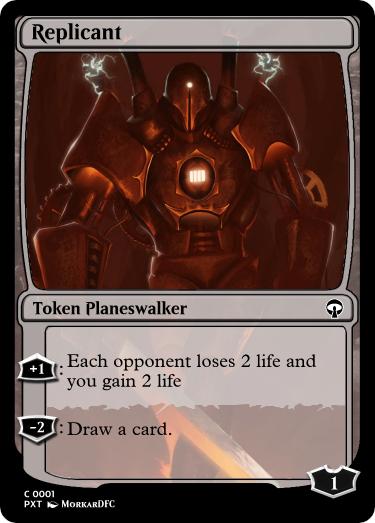 Replicant
Token Planeswalker
+1: Each opponent loses 2 life and
you gain 2 life
-2: Draw a card.
1
C 0001
PXT MorkarDFC